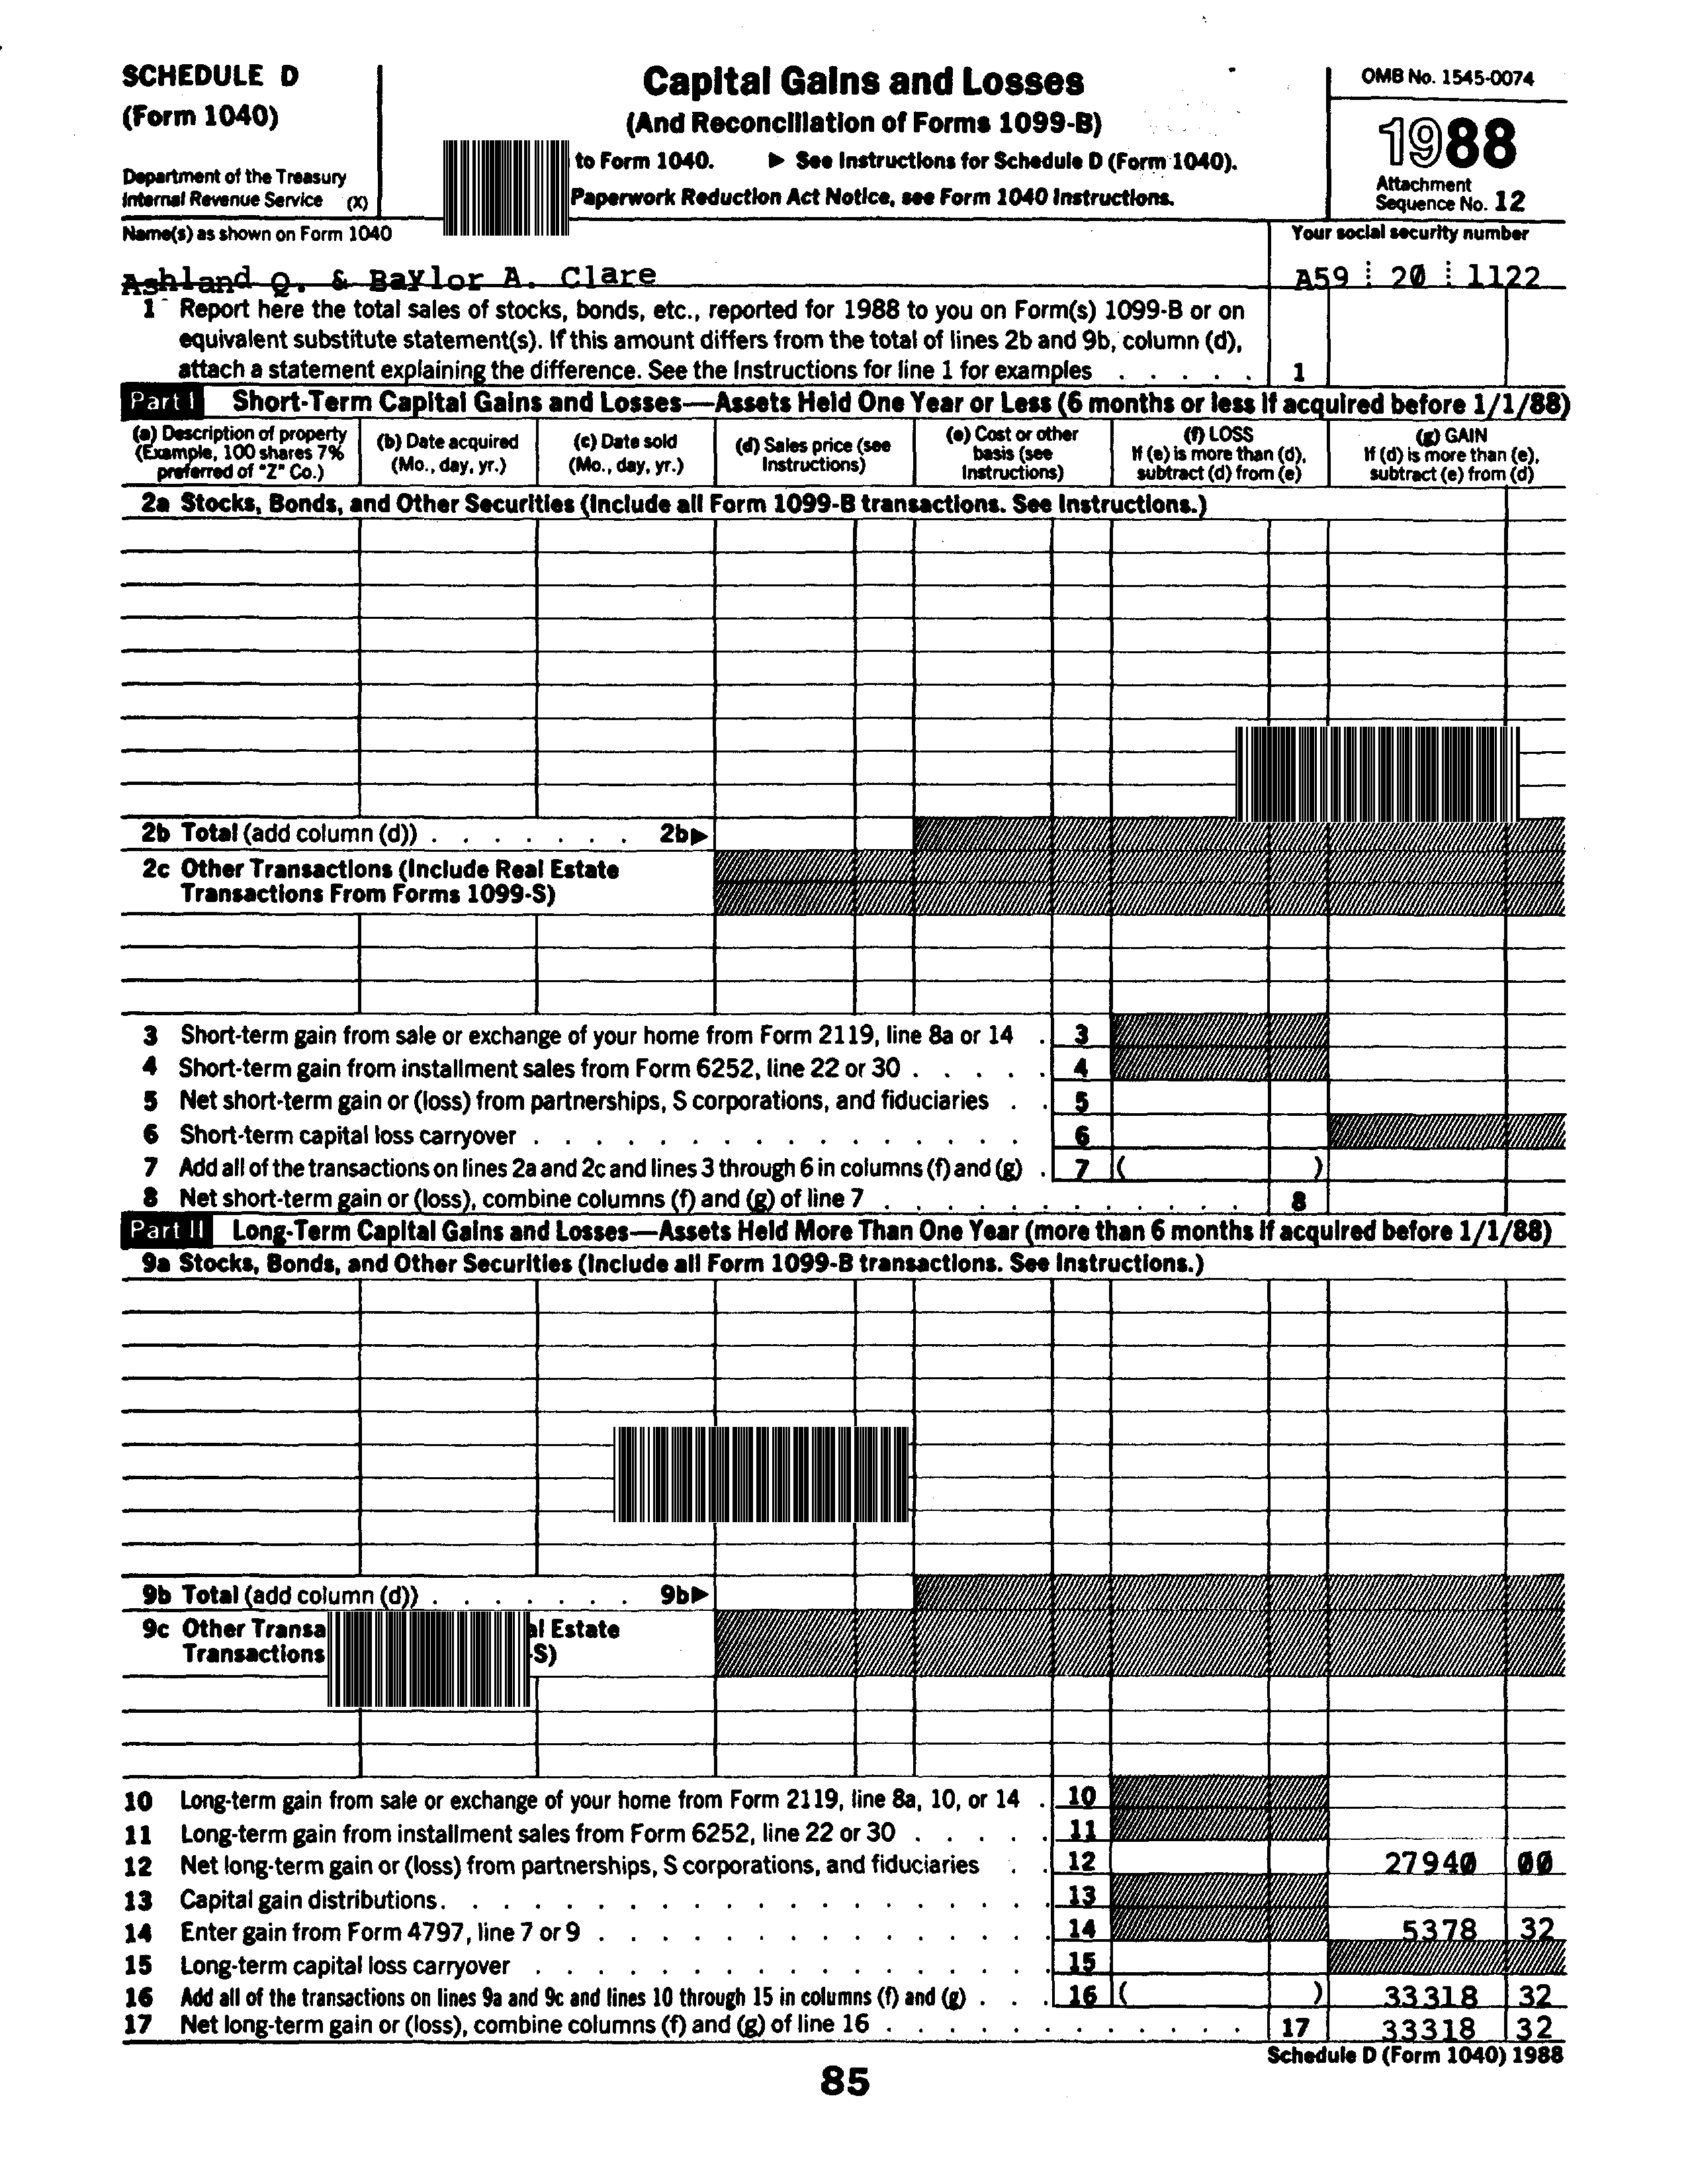 SCHEDULE D
(Form 1040)
Department of the Treasury
Internal Revenue Service (X)
Capital Gains and Losses
(And Reconciliation of Forms 1099-B)
to Form 1040. ▶ See Instructions for Schedule D (Form 1040).
Paperwork Reduction Act Notice, see Form 1040 Instructions.
OMB No. 1545-0074
1988
Attachment
Sequence No. 12
Name(s) as shown on Form 1040
Your social security number
Ashland Q. & Baylor A. Clare
A59 20 1122
1 Report here the total sales of stocks, bonds, etc., reported for 1988 to you on Form(s) 1099-B or on
equivalent substitute statement(s). If this amount differs from the total of lines 2b and 9b, column (d),
attach a statement explaining the difference. See the Instructions for line 1 for examples . . . . . 1
Part I Short-Term Capital Gains and Losses—Assets Held One Year or Less (6 months or less if acquired before 1/1/88)
(a) Description of property
(Example, 100 shares 7%
preferred of "Z" Co.)
(b) Date acquired
(Mo., day, yr.)
(c) Date sold
(Mo., day, yr.)
(d) Sales price (see
Instructions)
(e) Cost or other
basis (see
Instructions)
(f) LOSS
If (e) is more than (d),
subtract (d) from (e)
(g) GAIN
If (d) is more than (e),
subtract (e) from (d)
2a Stocks, Bonds, and Other Securities (Include all Form 1099-B transactions. See Instructions.)
2b Total (add column (d)) . . . . . . . 2b▶
2c Other Transactions (Include Real Estate
Transactions From Forms 1099-S)
3 Short-term gain from sale or exchange of your home from Form 2119, line 8a or 14 . 3
4 Short-term gain from installment sales from Form 6252, line 22 or 30 . . . . . 4
5 Net short-term gain or (loss) from partnerships, S corporations, and fiduciaries . . 5
6 Short-term capital loss carryover . . . . . . . . . . . . . . . . 6
7 Add all of the transactions on lines 2a and 2c and lines 3 through 6 in columns (f) and (g) . 7 ( )
8 Net short-term gain or (loss), combine columns (f) and (g) of line 7 . . . . . . . . . . . . 8
Part II Long-Term Capital Gains and Losses—Assets Held More Than One Year (more than 6 months if acquired before 1/1/88)
9a Stocks, Bonds, and Other Securities (Include all Form 1099-B transactions. See Instructions.)
9b Total (add column (d)) . . . . . . . 9b▶
9c Other Transa al Estate
Transactions -S)
10 Long-term gain from sale or exchange of your home from Form 2119, line 8a, 10, or 14 . 10
11 Long-term gain from installment sales from Form 6252, line 22 or 30 . . . . . 11
12 Net long-term gain or (loss) from partnerships, S corporations, and fiduciaries . . 12 27940 00
13 Capital gain distributions. . . . . . . . . . . . . . . . . . . 13
14 Enter gain from Form 4797, line 7 or 9 . . . . . . . . . . . . . . 14 5378 32
15 Long-term capital loss carryover . . . . . . . . . . . . . . . . 15
16 Add all of the transactions on lines 9a and 9c and lines 10 through 15 in columns (f) and (g) . . . 16 ( ) 33318 32
17 Net long-term gain or (loss), combine columns (f) and (g) of line 16 . . . . . . . . . . . . 17 33318 32
Schedule D (Form 1040) 1988
85